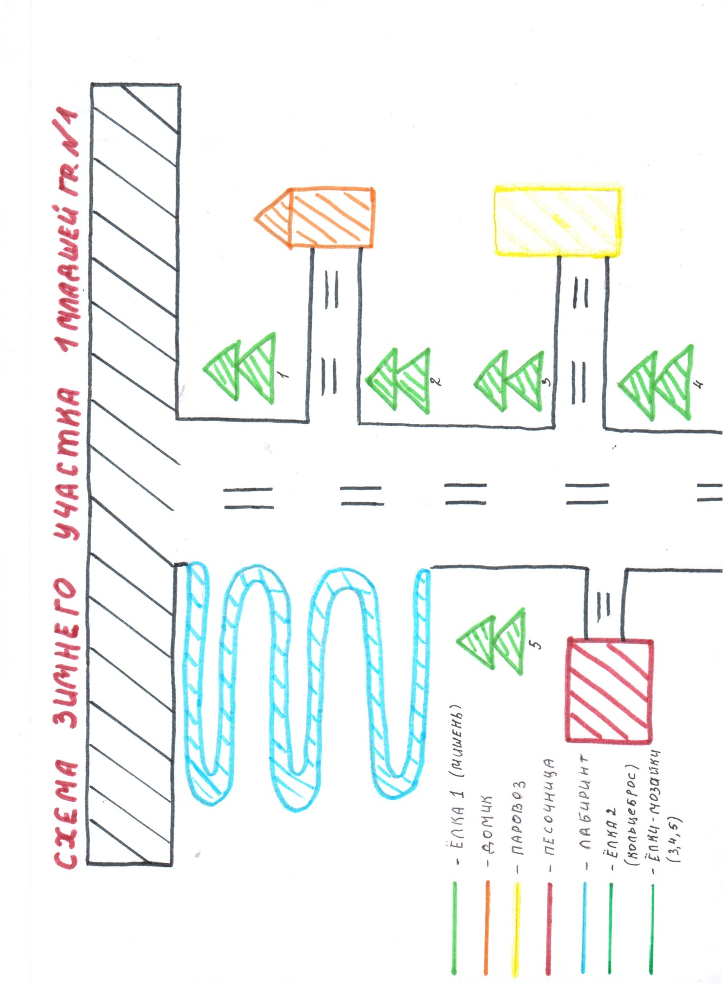 СХЕМА ЗИМНЕГО УЧАСТКА 1 МЛАДШЕЙ ГР. №1
1
2
3
4
5
- ЁЛКА 1 (МИШЕНЬ)
- ДОМИК
- ПАРОВОЗ
- ПЕСОЧНИЦА
- ЛАБИРИНТ
- ЁЛКА 2
(КОЛЬЦЕБРОС)
- ЁЛКИ-МОЗАЙКИ
(3,4,5)